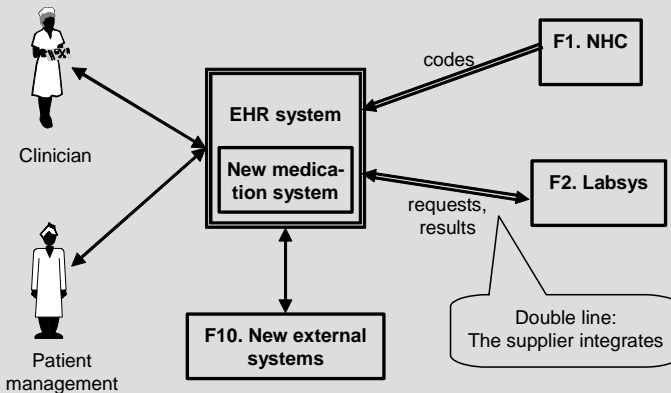 F1. NHC
codes
EHR system
Clinician
New medica-
tion system
F2. Labsys
requests,
results
Double line:
The supplier integrates
F10. New external
systems
Patient
management